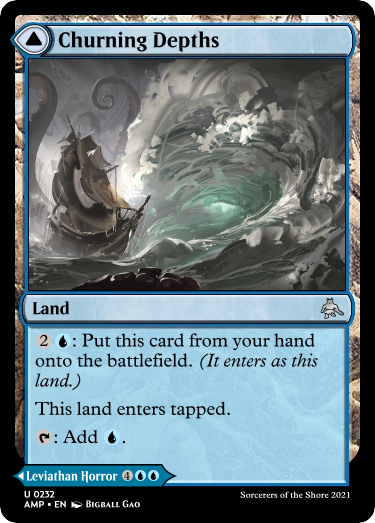 Churning Depths
Land
2 : Put this card from your hand
onto the battlefield. (It enters as this
land.)
This land enters tapped.
: Add .
Leviathan Horror 4
U 0232
AMP • EN Bigball Gao
Sorcerers of the Shore 2021